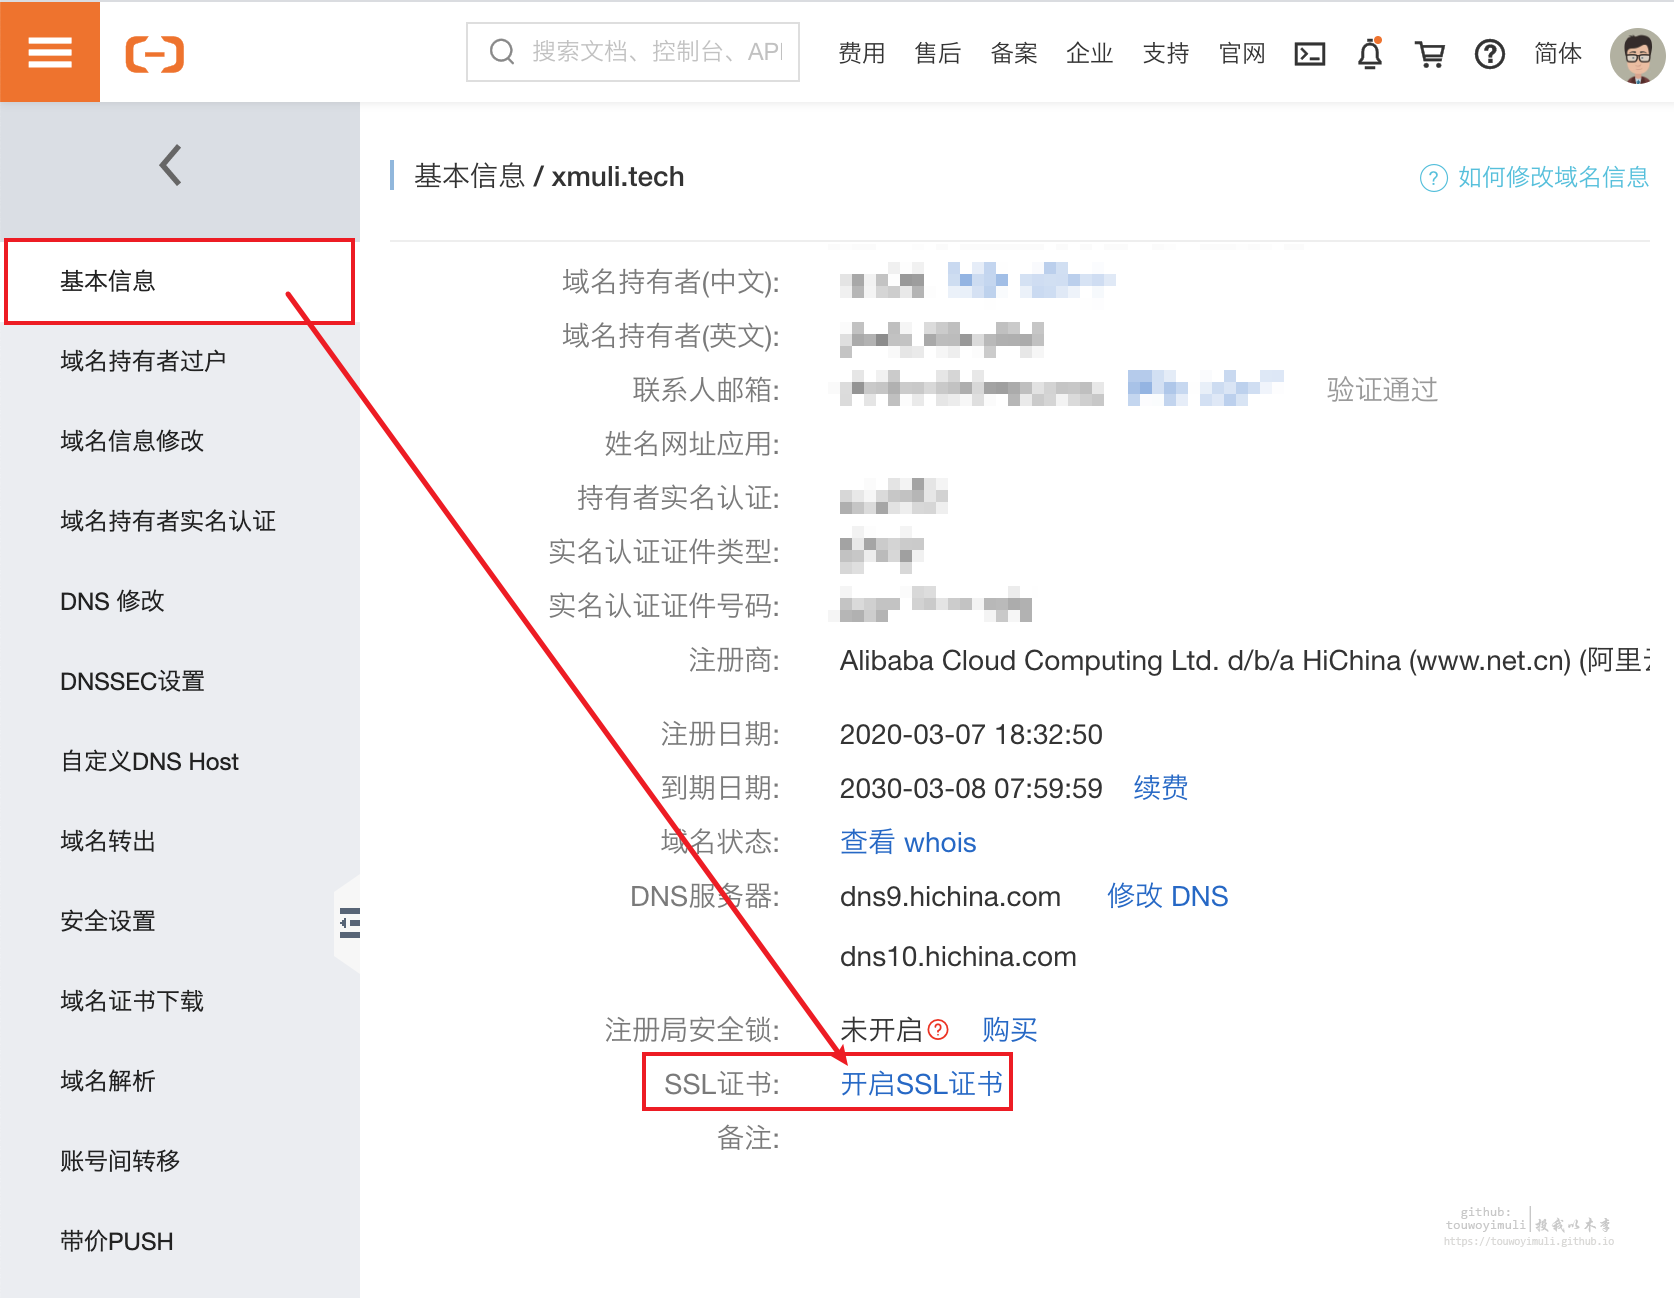 搜索文档、控制台、API
费用 售后 备案 企业 支持 官网 简体
基本信息 / xmuli.tech
如何修改域名信息
基本信息
域名持有者过户
域名信息修改
域名持有者实名认证
DNS 修改
DNSSEC设置
自定义DNS Host
域名转出
安全设置
域名证书下载
域名解析
账号间转移
带价PUSH
域名持有者(中文):
域名持有者(英文):
联系人邮箱: 验证通过
姓名网址应用:
持有者实名认证:
实名认证证件类型:
实名认证证件号码:
注册商: Alibaba Cloud Computing Ltd. d/b/a HiChina (www.net.cn) (阿里
注册日期: 2020-03-07 18:32:50
到期日期: 2030-03-08 07:59:59 续费
域名状态: 查看 whois
DNS服务器: dns9.hichina.com 修改 DNS
dns10.hichina.com
注册局安全锁: 未开启 购买
SSL证书: 开启SSL证书
备注:
github:
touwoyimuli 投我以木李
https://touwoyimuli.github.io